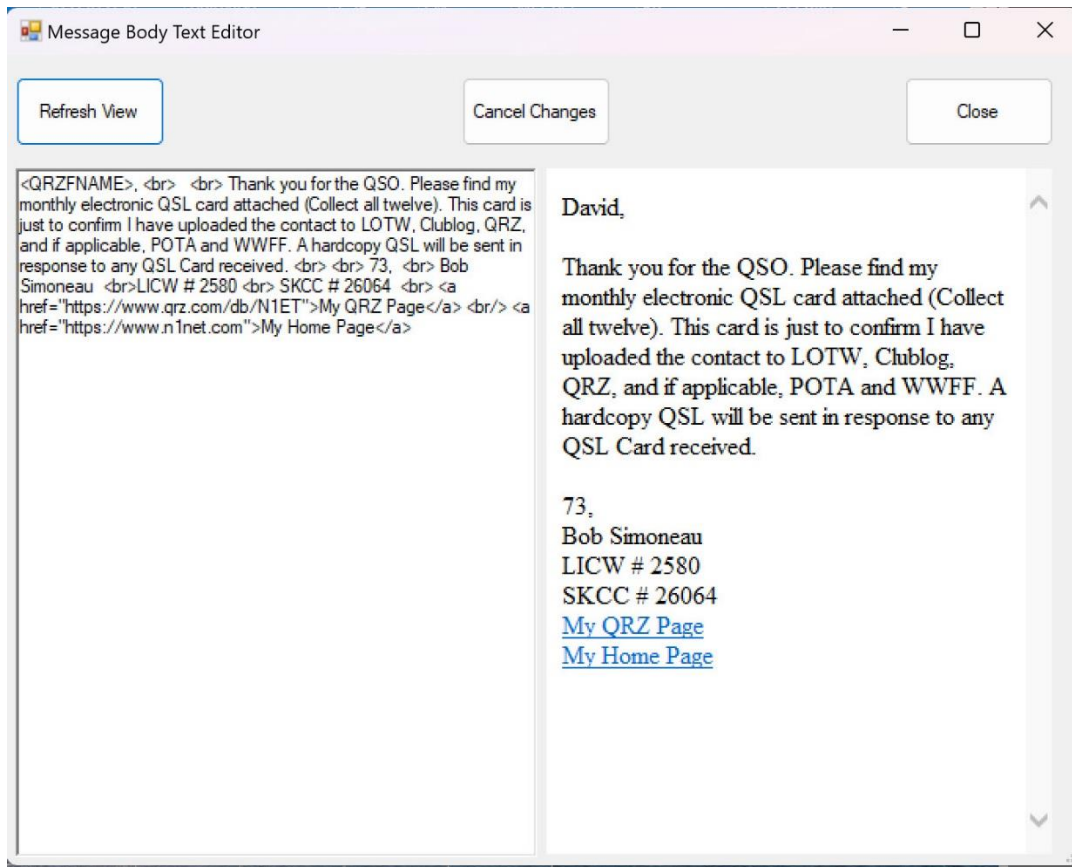 Message Body Text Editor
Refresh View
Cancel Changes
Close
<QRZFNAME>, <br>   <br> Thank you for the QSO. Please find my
monthly electronic QSL card attached (Collect all twelve). This card is
just to confirm I have uploaded the contact to LOTW, Clublog, QRZ,
and if applicable, POTA and WWFF. A hardcopy QSL will be sent in
response to any QSL Card received. <br> <br> 73,  <br> Bob
Simoneau  <br>LICW # 2580 <br> SKCC # 26064  <br> <a
href="https://www.qrz.com/db/N1ET">My QRZ Page</a> <br/> <a
href="https://www.n1net.com">My Home Page</a>
David,
Thank you for the QSO. Please find my
monthly electronic QSL card attached (Collect
all twelve). This card is just to confirm I have
uploaded the contact to LOTW, Clublog,
QRZ, and if applicable, POTA and WWFF. A
hardcopy QSL will be sent in response to any
QSL Card received.
73,
Bob Simoneau
LICW # 2580
SKCC # 26064
My QRZ Page
My Home Page